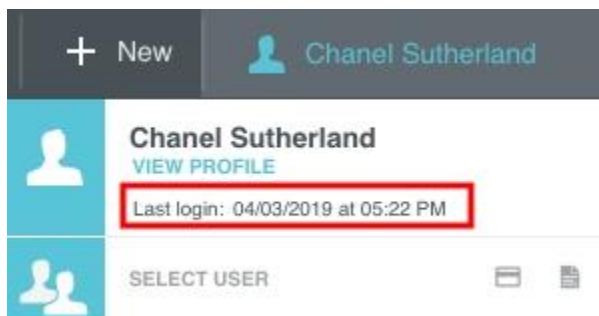 + New Chanel Sutherland
Chanel Sutherland
VIEW PROFILE
Last login: 04/03/2019 at 05:22 PM
SELECT USER